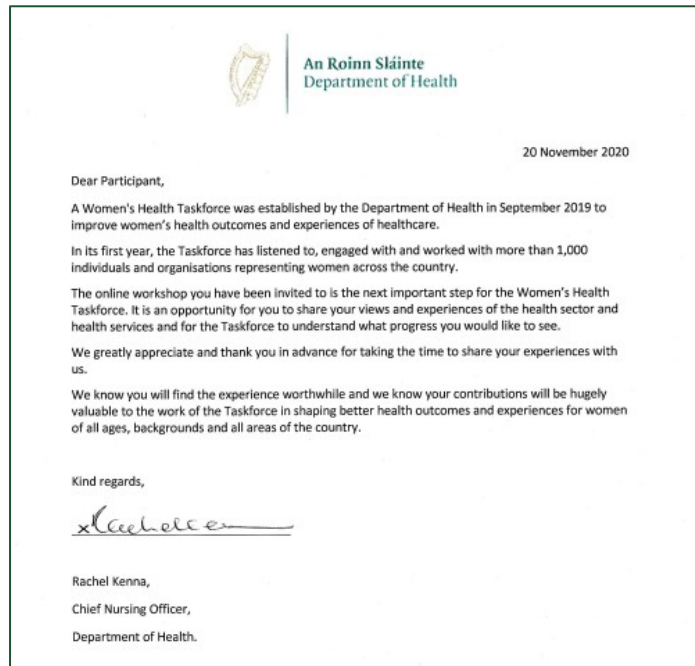 An Roinn Sláinte
Department of Health
20 November 2020
Dear Participant,
A Women's Health Taskforce was established by the Department of Health in September 2019 to
improve women's health outcomes and experiences of healthcare.
In its first year, the Taskforce has listened to, engaged with and worked with more than 1,000
individuals and organisations representing women across the country.
The online workshop you have been invited to is the next important step for the Women's Health
Taskforce. It is an opportunity for you to share your views and experiences of the health sector and
health services and for the Taskforce to understand what progress you would like to see.
We greatly appreciate and thank you in advance for taking the time to share your experiences with
us.
We know you will find the experience worthwhile and we know your contributions will be hugely
valuable to the work of the Taskforce in shaping better health outcomes and experiences for women
of all ages, backgrounds and all areas of the country.
Kind regards,
x
Rachel Kenna,
Chief Nursing Officer,
Department of Health.